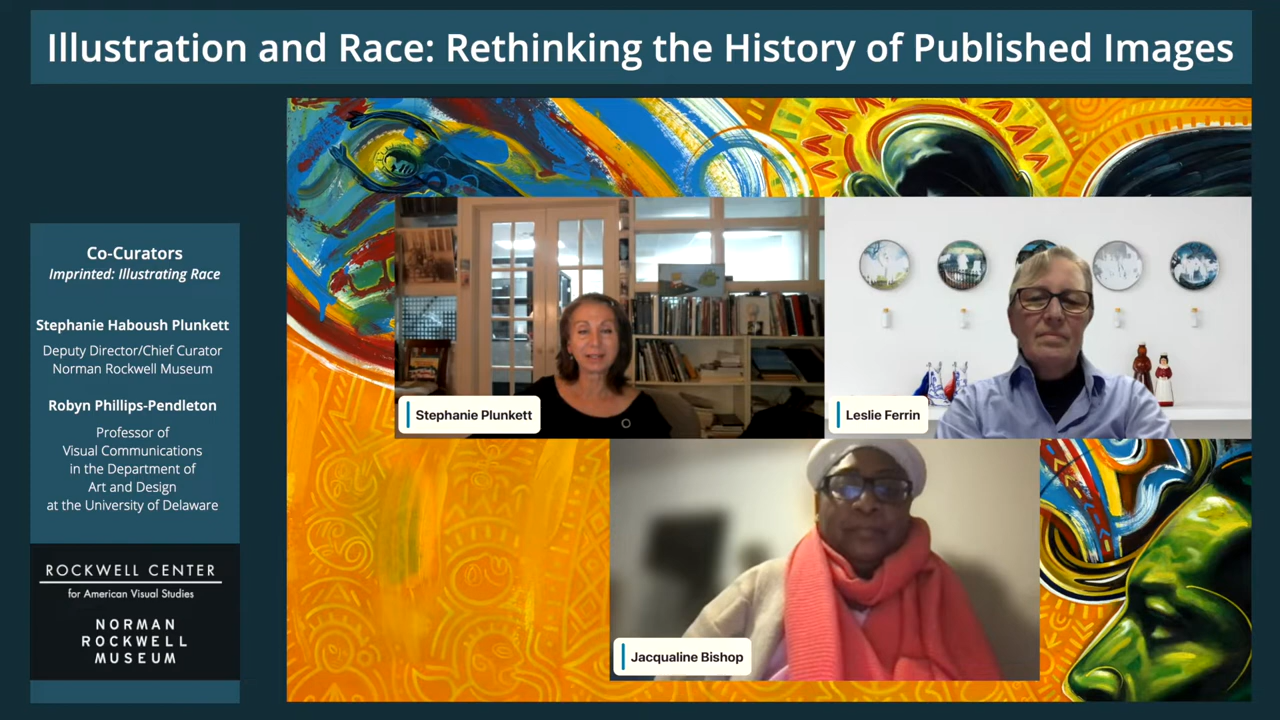 Illustration and Race: Rethinking the History of Published Images
Co-Curators
Imprinted: Illustrating Race
Stephanie Haboush Plunkett
Deputy Director/Chief Curator
Norman Rockwell Museum
Robyn Phillips-Pendleton
Professor of
Visual Communications
in the Department of
Art and Design
at the University of Delaware
ROCKWELL CENTER
for American Visual Studies
NORMAN
ROCKWELL
MUSEUM
Stephanie Plunkett
Leslie Ferrin
Jacqualine Bishop